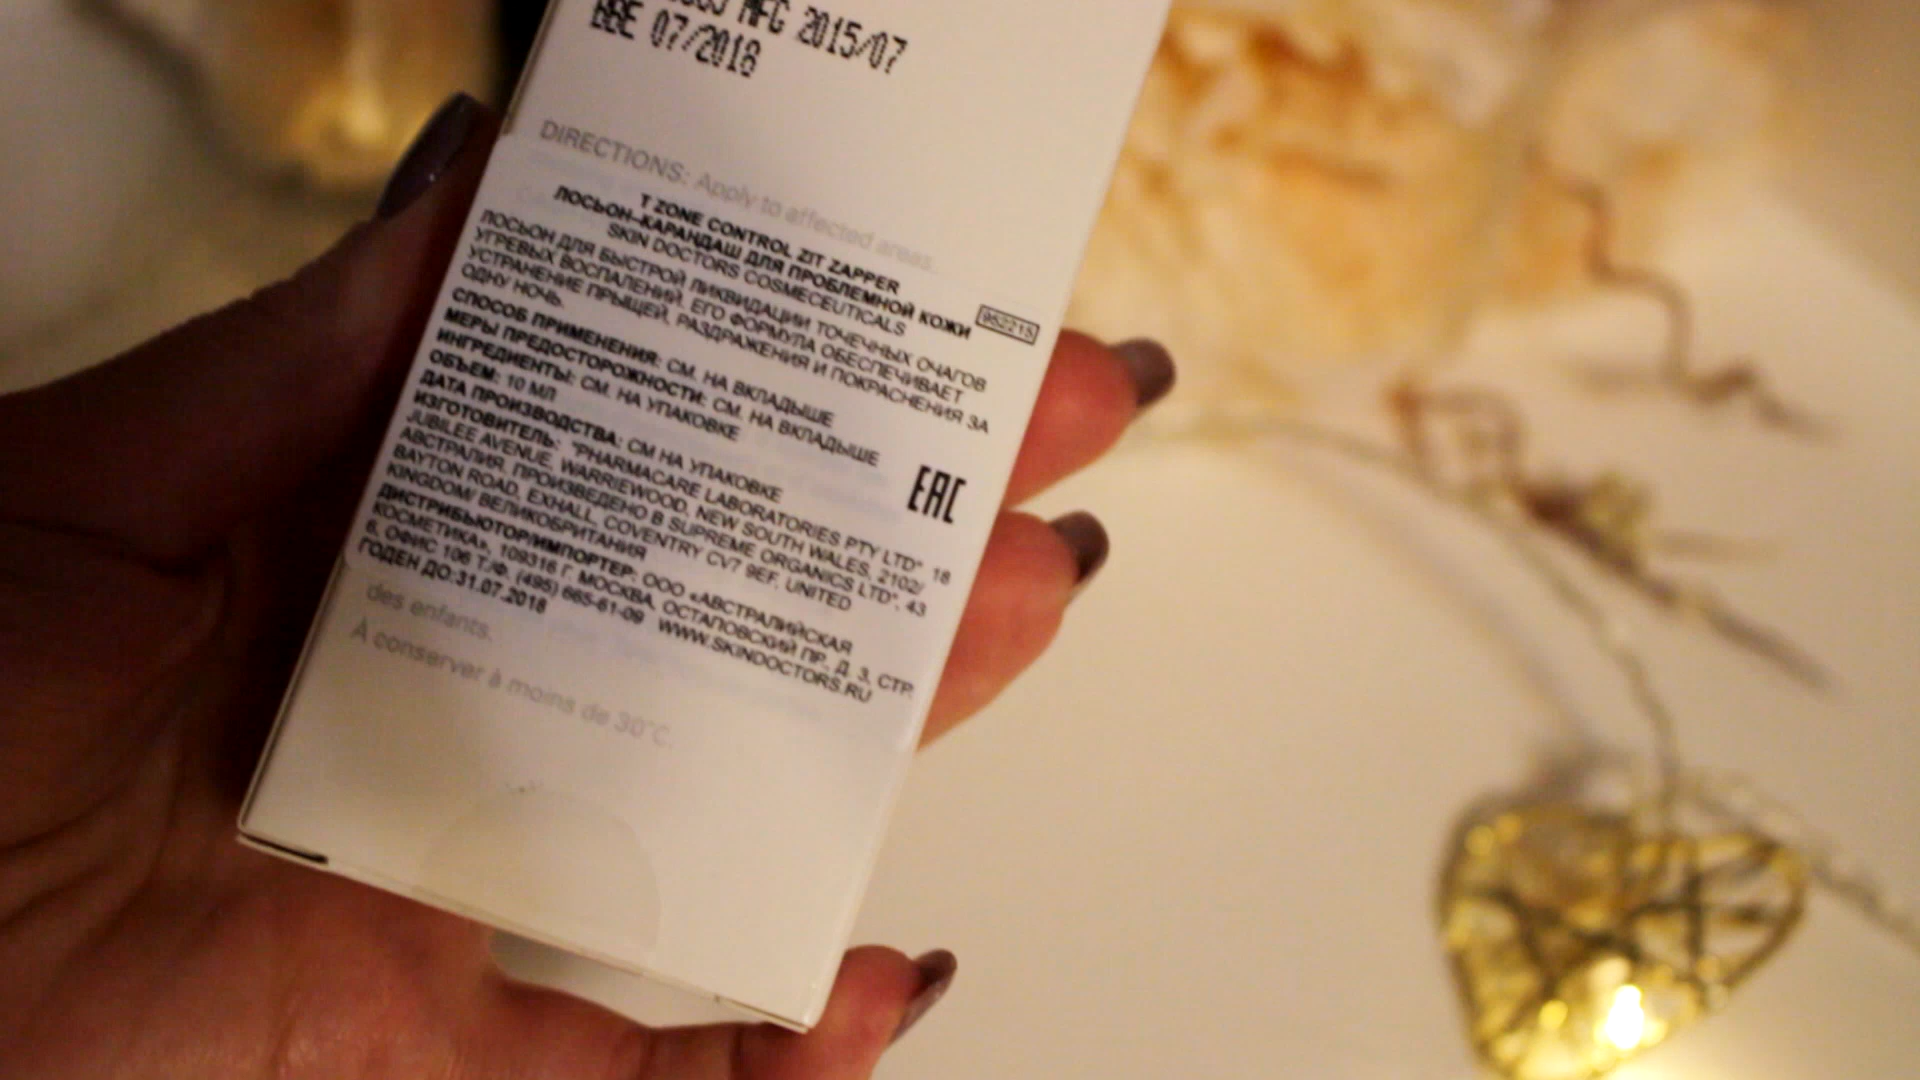 MFG 2015/07
BBE 07/2018
DIRECTIONS: Apply to affected areas.
T ZONE CONTROL ZIT ZAPPER
ЛОСЬОН-КАРАНДАШ ДЛЯ ПРОБЛЕМНОЙ КОЖИ
SKIN DOCTORS COSMECEUTICALS
952215
ЛОСЬОН ДЛЯ БЫСТРОЙ ЛИКВИДАЦИИ ТОЧЕЧНЫХ ОЧАГОВ
УГРЕВЫХ ВОСПАЛЕНИЙ. ЕГО ФОРМУЛА ОБЕСПЕЧИВАЕТ
УСТРАНЕНИЕ ПРЫЩЕЙ, РАЗДРАЖЕНИЯ И ПОКРАСНЕНИЯ ЗА
ОДНУ НОЧЬ.
СПОСОБ ПРИМЕНЕНИЯ: СМ. НА ВКЛАДЫШЕ
МЕРЫ ПРЕДОСТОРОЖНОСТИ: СМ. НА ВКЛАДЫШЕ
ИНГРЕДИЕНТЫ: СМ. НА УПАКОВКЕ
ОБЪЕМ: 10 МЛ
ДАТА ПРОИЗВОДСТВА: СМ НА УПАКОВКЕ
ИЗГОТОВИТЕЛЬ: "PHARMACARE LABORATORIES PTY LTD", 18
JUBILEE AVENUE, WARRIEWOOD, NEW SOUTH WALES, 2102/
АВСТРАЛИЯ, ПРОИЗВЕДЕНО В SUPREME ORGANICS LTD", 43
BAYTON ROAD, EXHALL, COVENTRY CV7 9EF, UNITED
KINGDOM/ ВЕЛИКОБРИТАНИЯ
ДИСТРИБЬЮТОР/ИМПОРТЕР: ООО «АВСТРАЛИЙСКАЯ
КОСМЕТИКА», 109316 Г. МОСКВА, ОСТАПОВСКИЙ ПР., Д. 3, СТР.
6, ОФИС 106 Т./Ф. (495) 665-61-09 WWW.SKINDOCTORS.RU
ГОДЕН ДО:31.07.2018
EAC
des enfants.
À conserver à moins de 30°C.